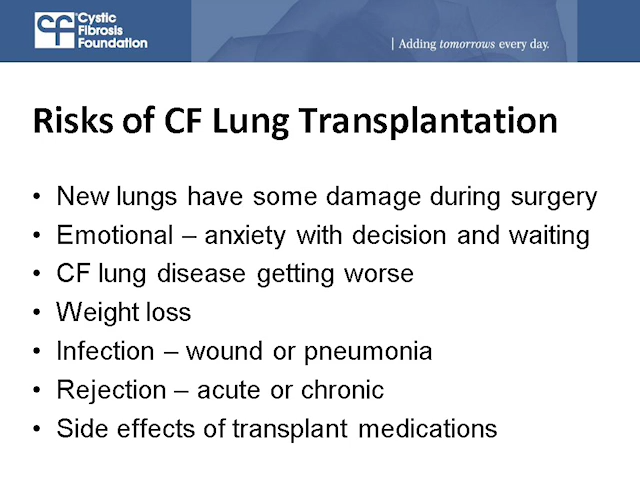 CF
Cystic
Fibrosis
Foundation
| Adding tomorrows every day.
Risks of CF Lung Transplantation
• New lungs have some damage during surgery
• Emotional – anxiety with decision and waiting
• CF lung disease getting worse
• Weight loss
• Infection – wound or pneumonia
• Rejection – acute or chronic
• Side effects of transplant medications